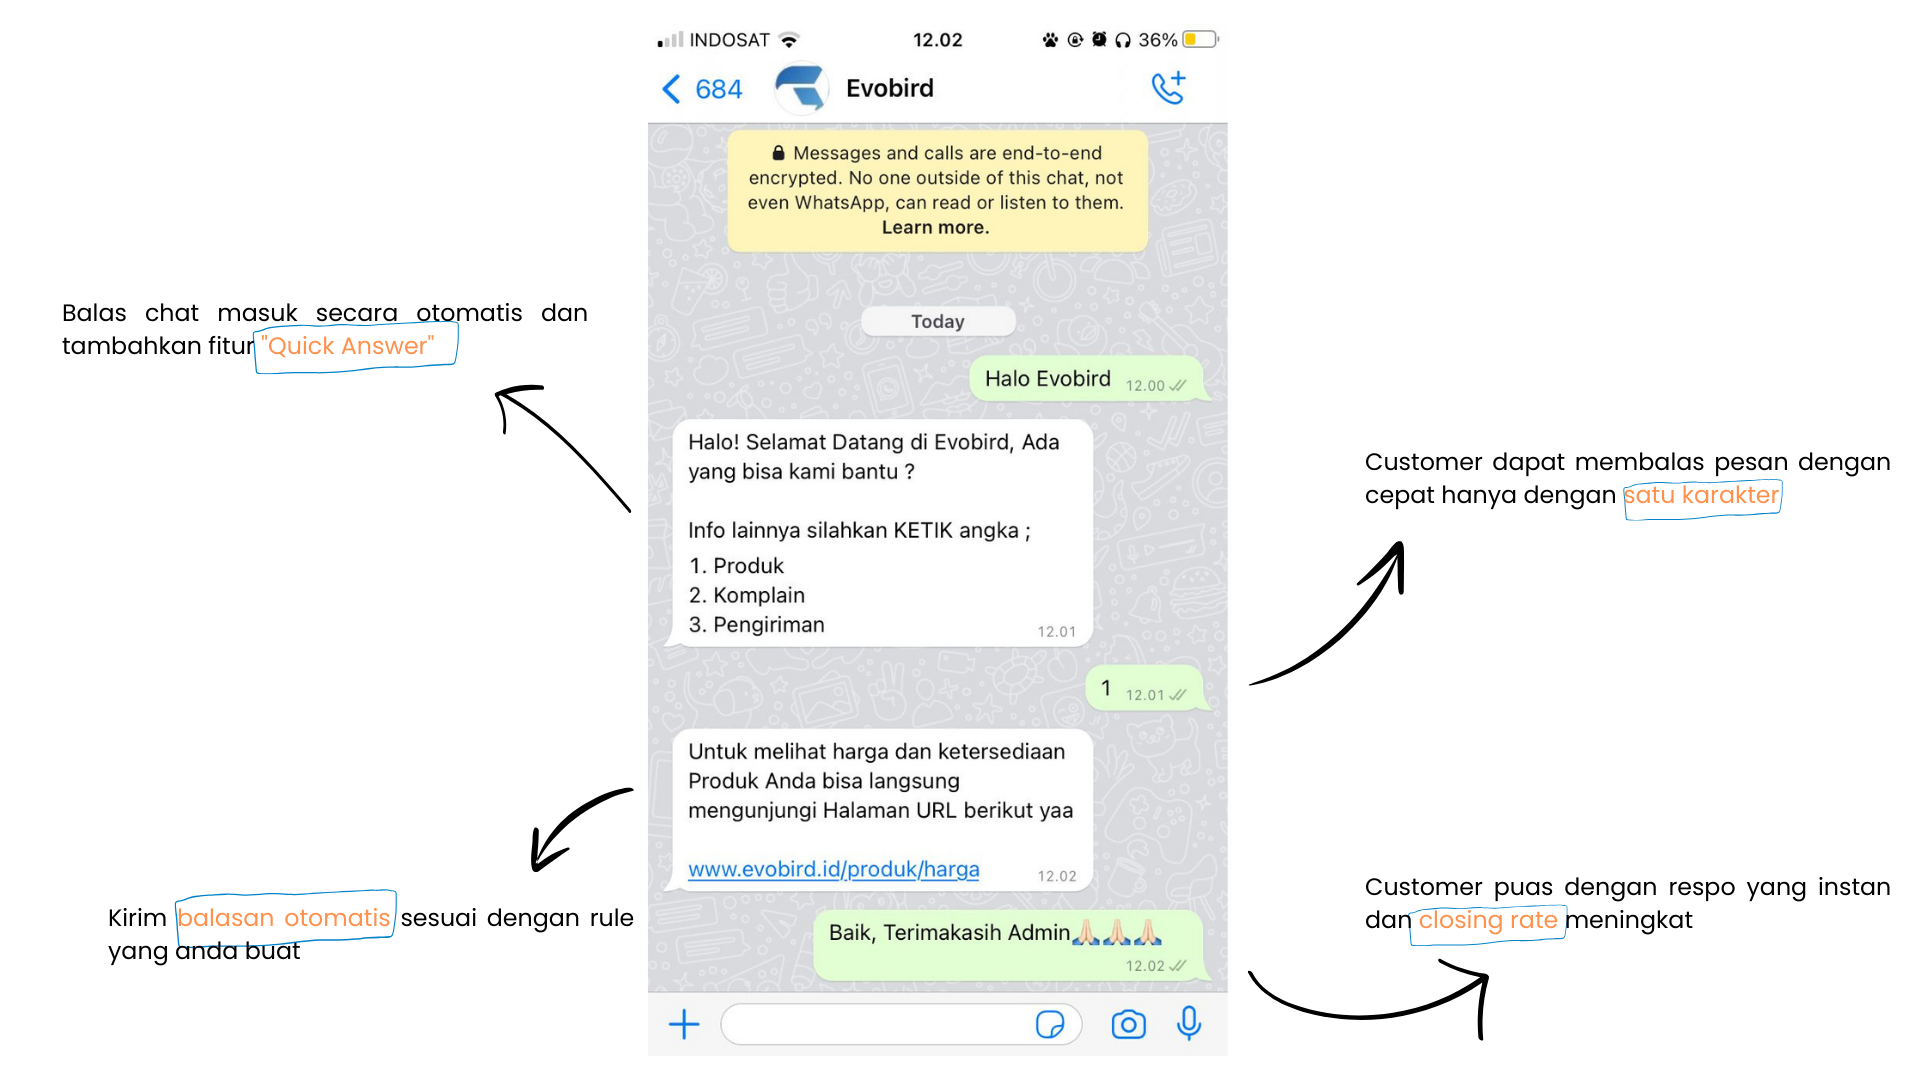 INDOSAT
12.02
36%
684
Evobird
Messages and calls are end-to-end
encrypted. No one outside of this chat, not
even WhatsApp, can read or listen to them.
Learn more.
Today
Halo Evobird 12.00
Halo! Selamat Datang di Evobird, Ada
yang bisa kami bantu ?
Info lainnya silahkan KETIK angka ;
1. Produk
2. Komplain
3. Pengiriman
12.01
1 12.01
Untuk melihat harga dan ketersediaan
Produk Anda bisa langsung
mengunjungi Halaman URL berikut yaa
www.evobird.id/produk/harga
12.02
Baik, Terimakasih Admin🙏🏻🙏🏻🙏🏻
12.02
Balas chat masuk secara otomatis dan
tambahkan fitur "Quick Answer"
Kirim balasan otomatis sesuai dengan rule
yang anda buat
Customer dapat membalas pesan dengan
cepat hanya dengan satu karakter
Customer puas dengan respo yang instan
dan closing rate meningkat